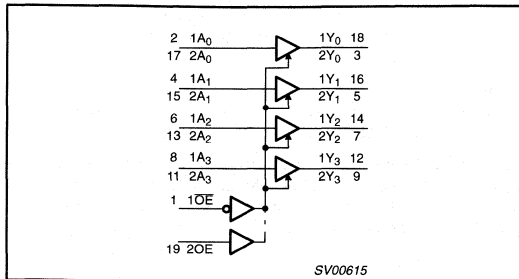 2 1A0 1Y0 18
17 2A0 2Y0 3
4 1A1 1Y1 16
15 2A1 2Y1 5
6 1A2 1Y2 14
13 2A2 2Y2 7
8 1A3 1Y3 12
11 2A3 2Y3 9
1 1O̅E̅
19 2OE
SV00615